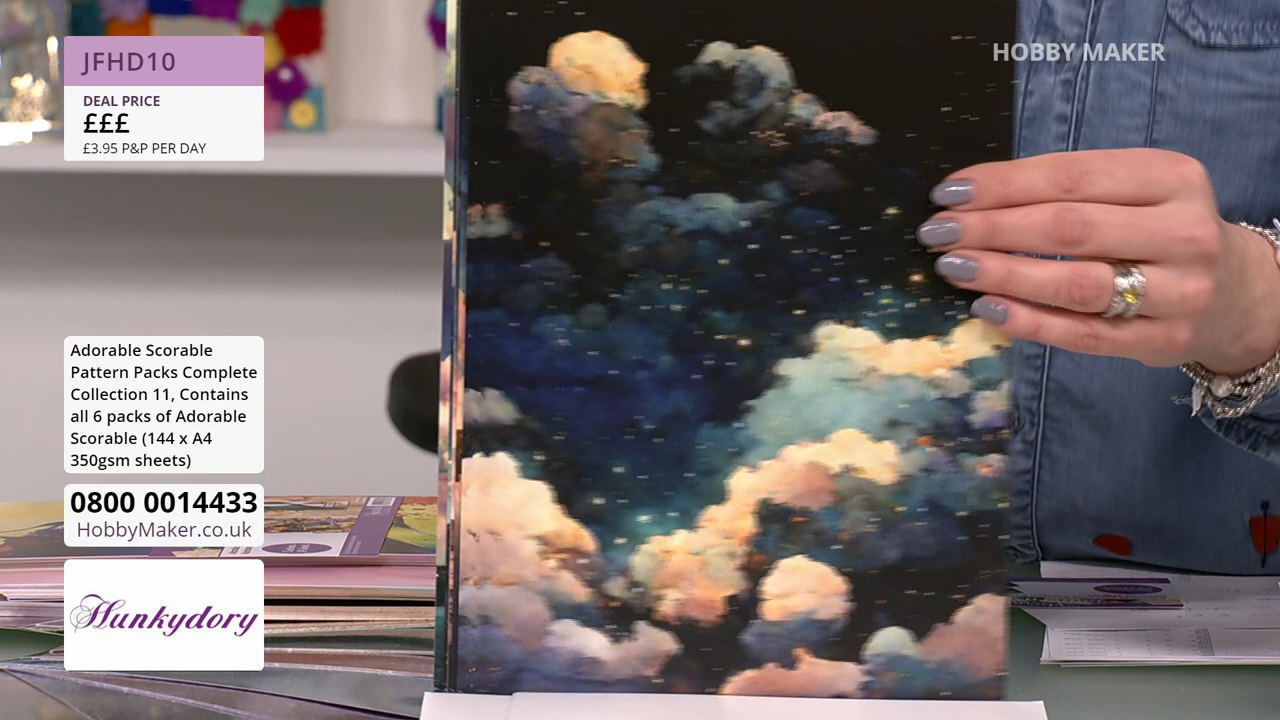 JFHD10
DEAL PRICE
£££
£3.95 P&P PER DAY
HOBBY MAKER
Adorable Scorable
Pattern Packs Complete
Collection 11, Contains
all 6 packs of Adorable
Scorable (144 x A4
350gsm sheets)
0800 0014433
HobbyMaker.co.uk
Hunkydory